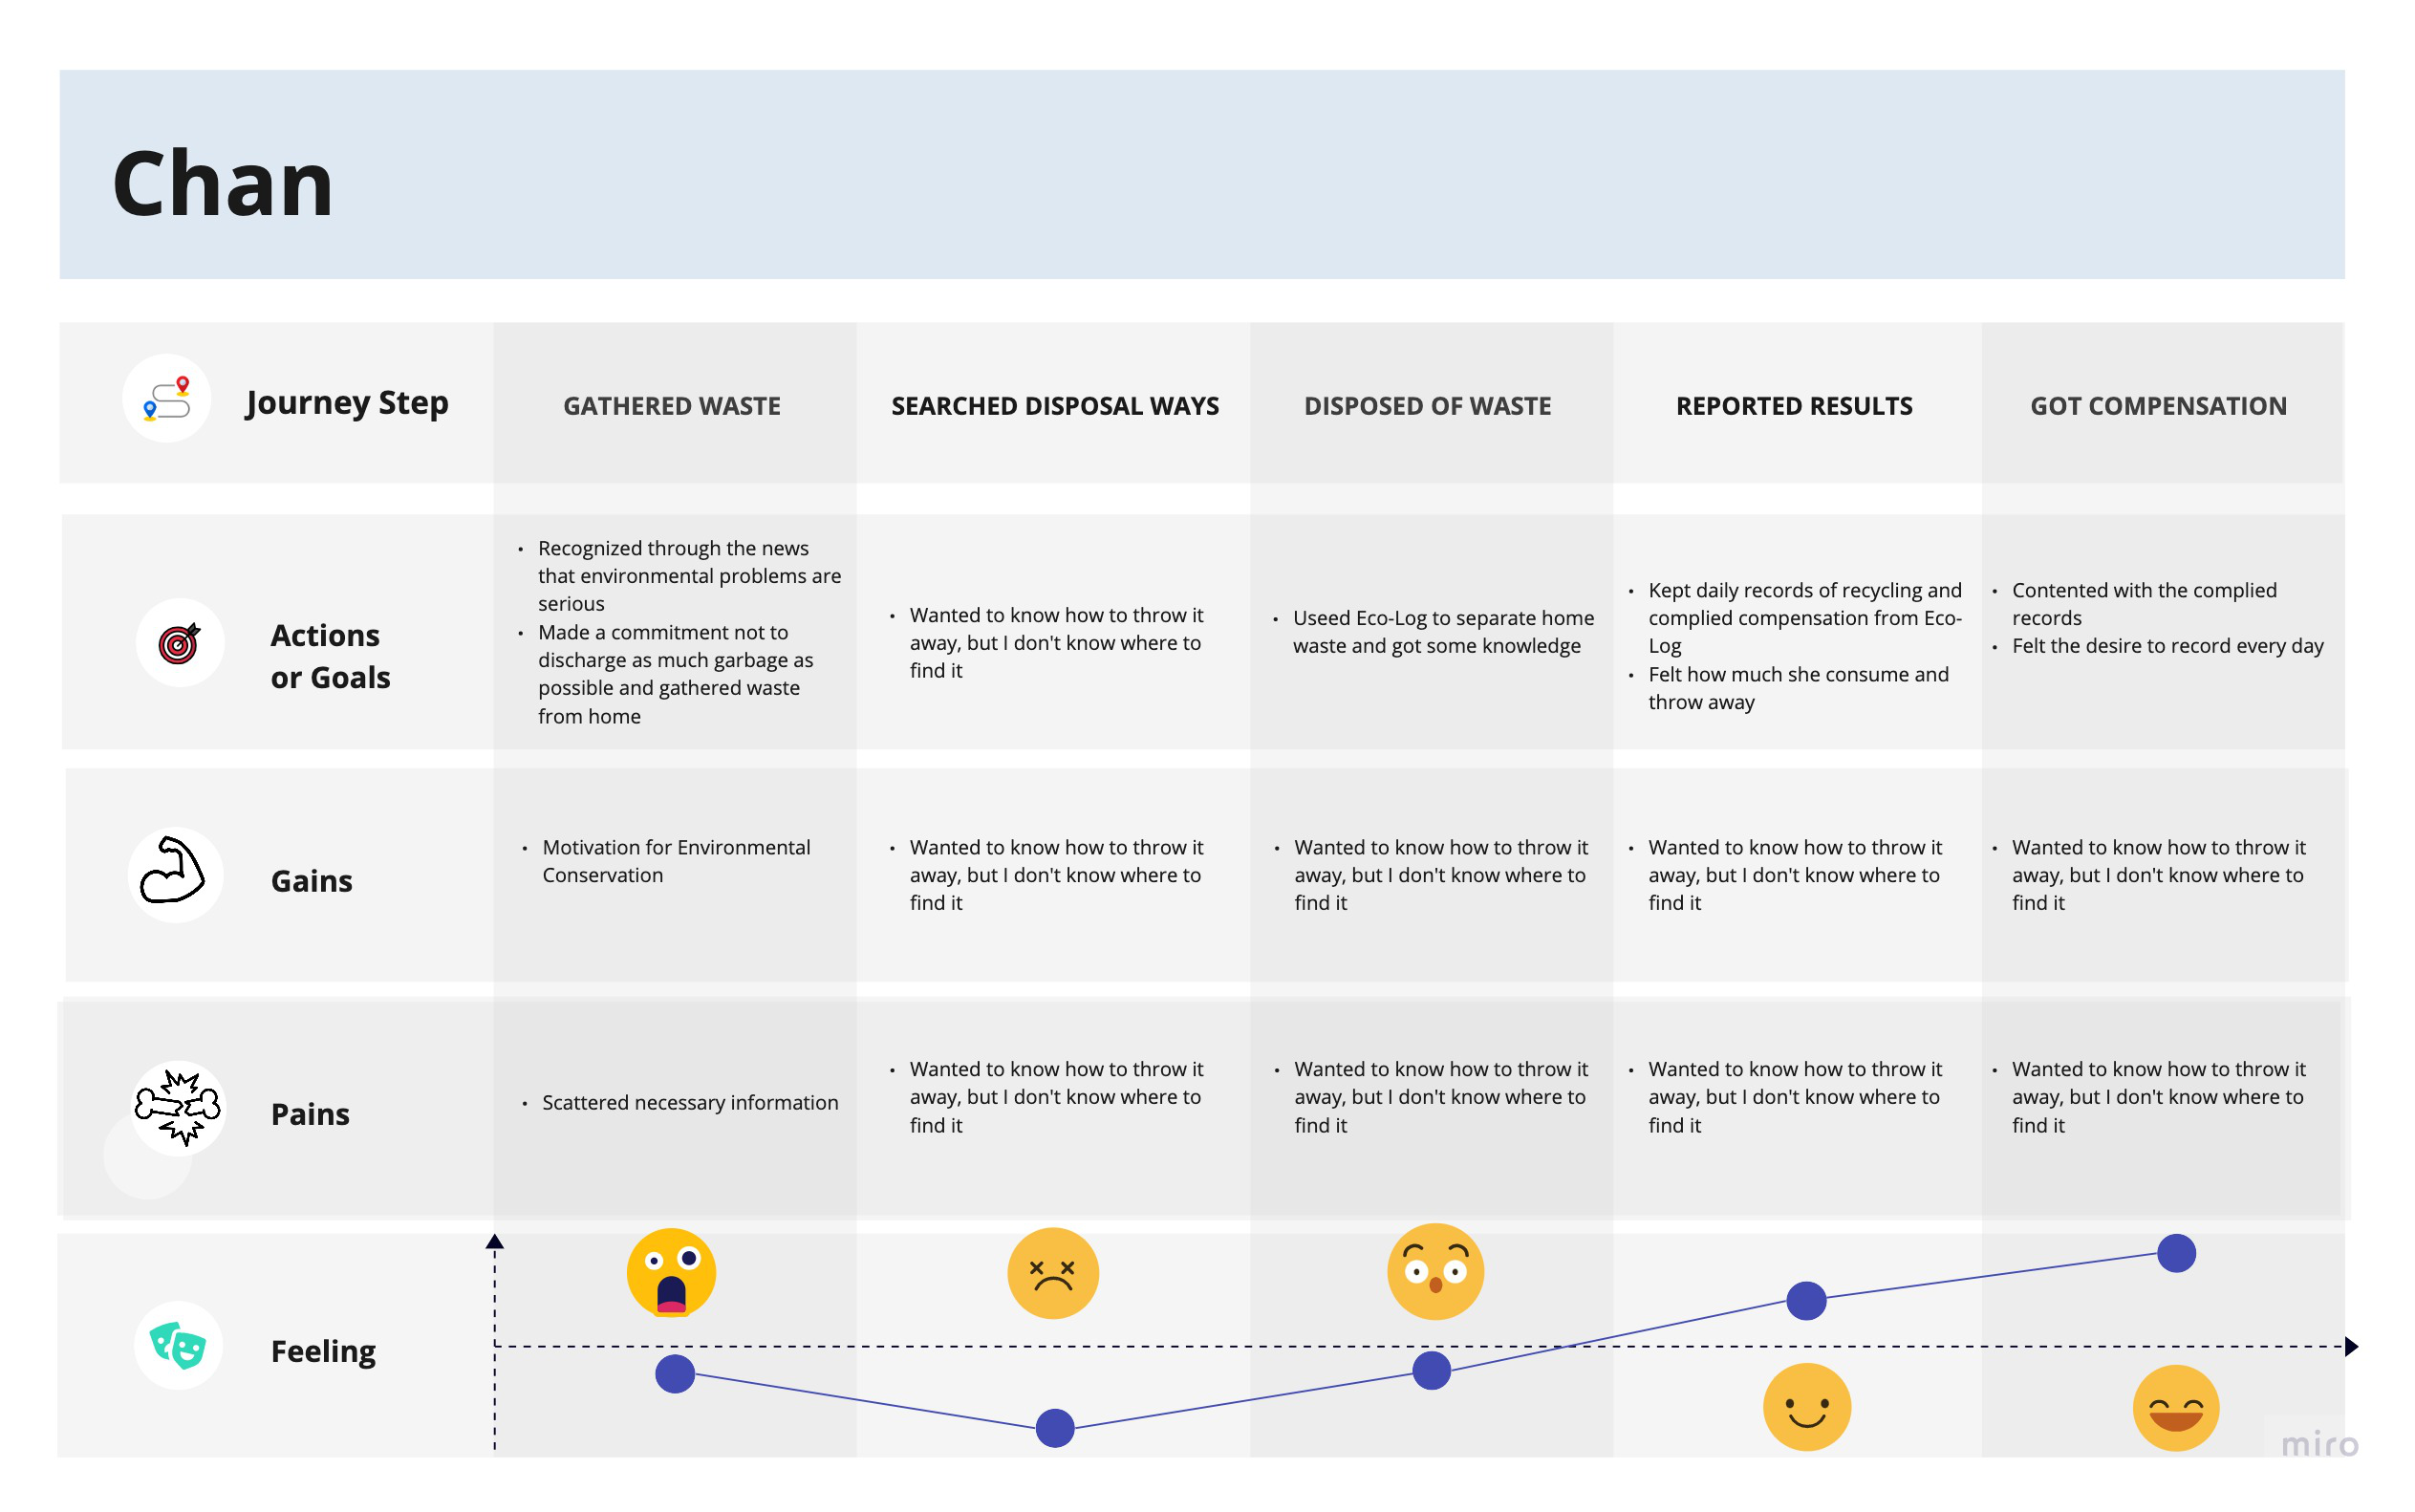 Chan
Journey Step
GATHERED WASTE
SEARCHED DISPOSAL WAYS
DISPOSED OF WASTE
REPORTED RESULTS
GOT COMPENSATION
Actions
or Goals
• Recognized through the news
that environmental problems are
serious
• Made a commitment not to
discharge as much garbage as
possible and gathered waste
from home
• Wanted to know how to throw it
away, but I don't know where to
find it
• Useed Eco-Log to separate home
waste and got some knowledge
• Kept daily records of recycling and
complied compensation from Eco-
Log
• Felt how much she consume and
throw away
• Contented with the complied
records
• Felt the desire to record every day
Gains
• Motivation for Environmental
Conservation
• Wanted to know how to throw it
away, but I don't know where to
find it
• Wanted to know how to throw it
away, but I don't know where to
find it
• Wanted to know how to throw it
away, but I don't know where to
find it
• Wanted to know how to throw it
away, but I don't know where to
find it
Pains
• Scattered necessary information
• Wanted to know how to throw it
away, but I don't know where to
find it
• Wanted to know how to throw it
away, but I don't know where to
find it
• Wanted to know how to throw it
away, but I don't know where to
find it
• Wanted to know how to throw it
away, but I don't know where to
find it
Feeling
miro